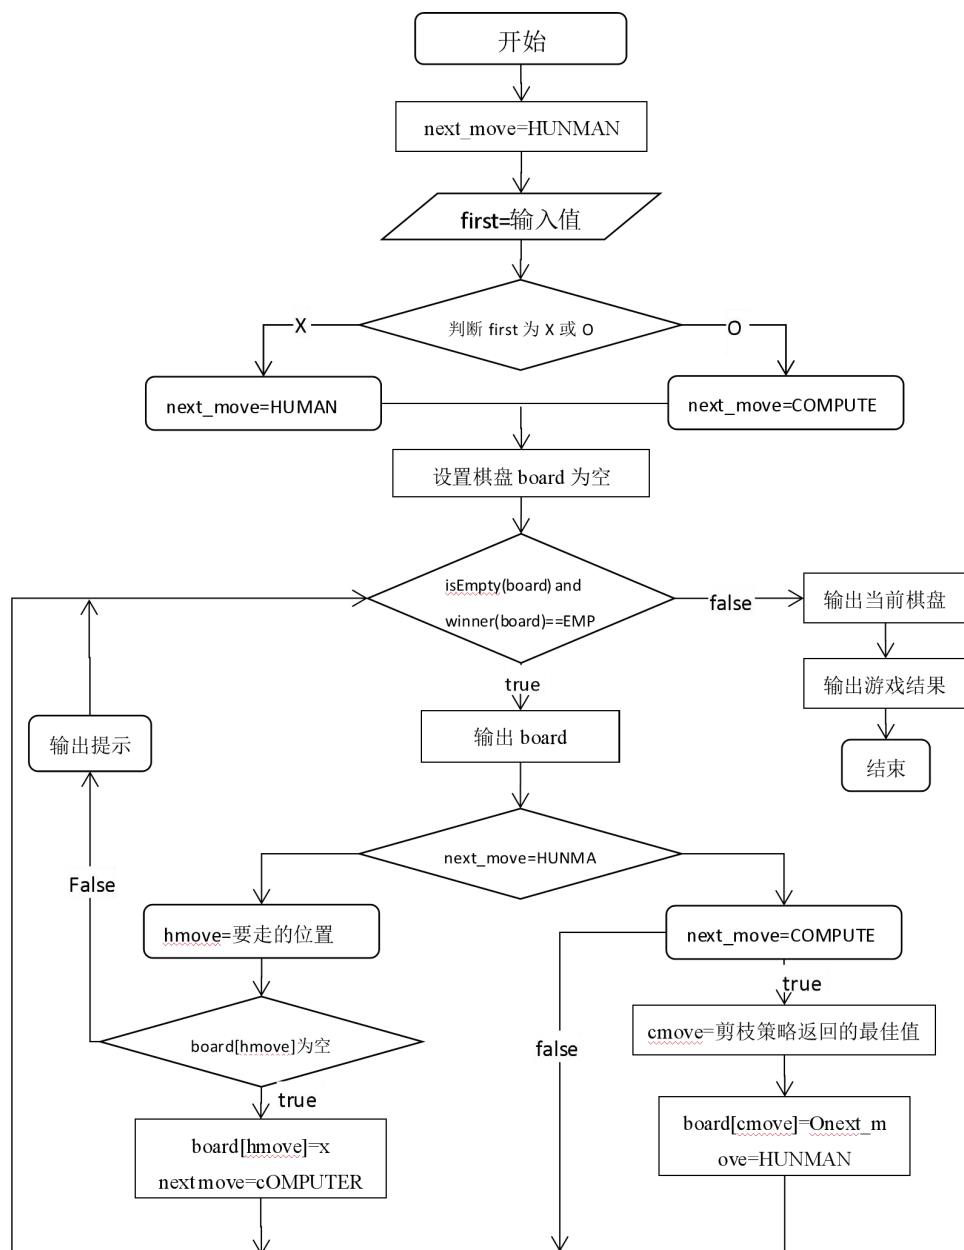 开始
next_move=HUNMAN
first=输入值
判断 first 为 X 或 O
X
O
next_move=HUMAN
next_move=COMPUTE
设置棋盘 board 为空
isEmpty(board) and
winner(board)==EMP
false
输出当前棋盘
true
输出游戏结果
输出 board
输出提示
结束
next_move=HUNMA
False
hmove=要走的位置
next_move=COMPUTE
true
cmove=剪枝策略返回的最佳值
board[hmove]为空
false
true
board[hmove]=x
next move=cOMPUTER
board[cmove]=Onext_m
ove=HUNMAN